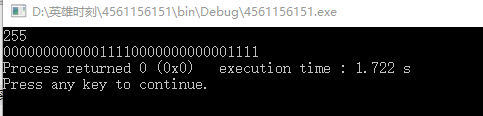 D:\英雄时刻\4561156151\bin\Debug\4561156151.exe
255
00000000000011110000000000001111
Process returned 0 (0x0)   execution time : 1.722 s
Press any key to continue.